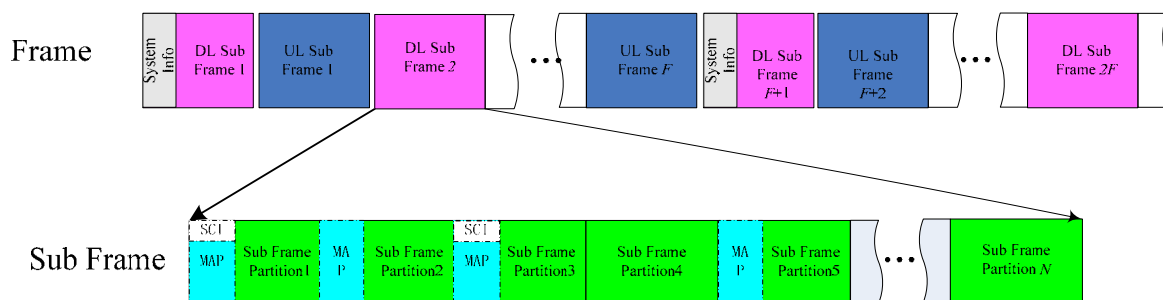 Frame
System
Info
DL Sub
Frame 1
UL Sub
Frame 1
DL Sub
Frame 2
...
UL Sub
Frame F
System
Info
DL Sub
Frame
F+1
UL Sub
Frame
F+2
...
DL Sub
Frame 2F
Sub Frame
SCI
MAP
Sub Frame
Partition1
MA
P
Sub Frame
Partition2
SCI
MAP
Sub Frame
Partition3
Sub Frame
Partition4
MA
P
Sub Frame
Partition5
...
Sub Frame
Partition N